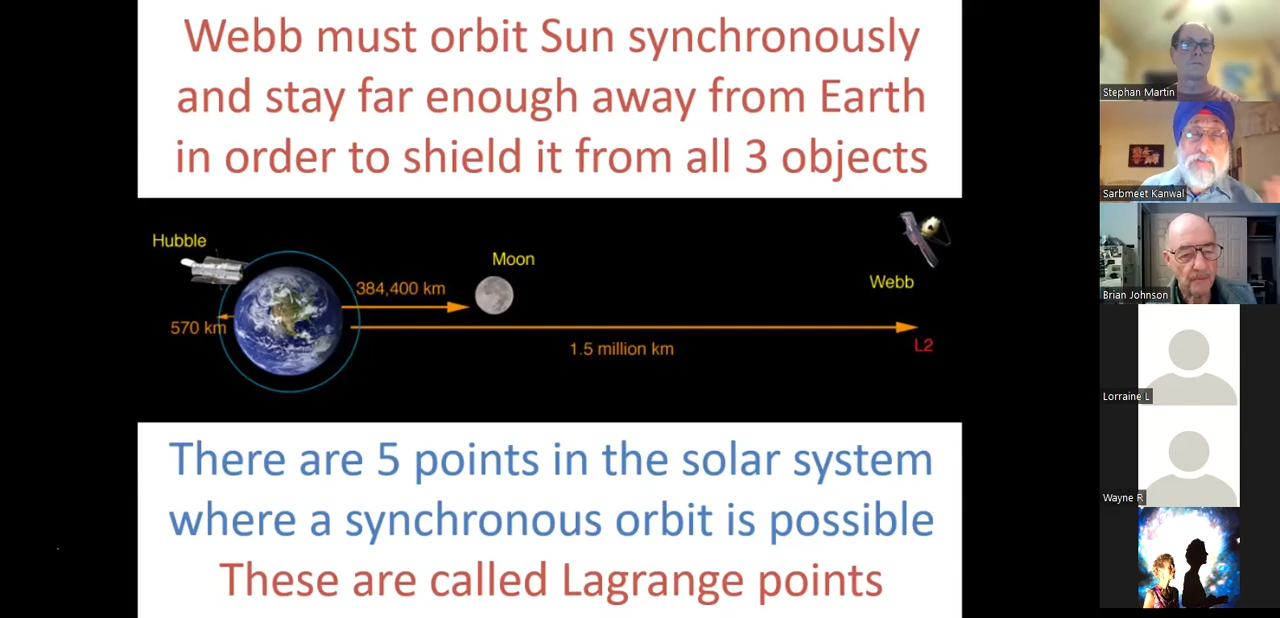 Webb must orbit Sun synchronously
and stay far enough away from Earth
in order to shield it from all 3 objects
Hubble
Moon
384,400 km
Webb
570 km
L2
1.5 million km
There are 5 points in the solar system
where a synchronous orbit is possible
These are called Lagrange points
Stephan Martin
Sarbmeet Kanwal
Brian Johnson
Lorraine L
Wayne R